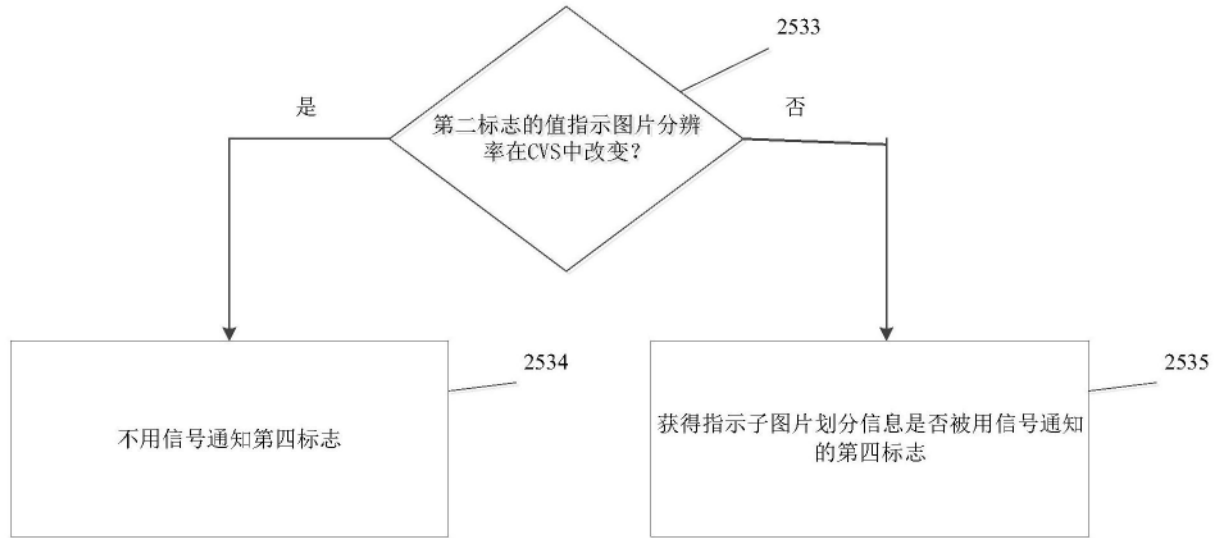 2533
是
否
第二标志的值指示图片分辨
率在CVS中改变？
2534
2535
不用信号通知第四标志
获得指示子图片划分信息是否被用信号通知
的第四标志